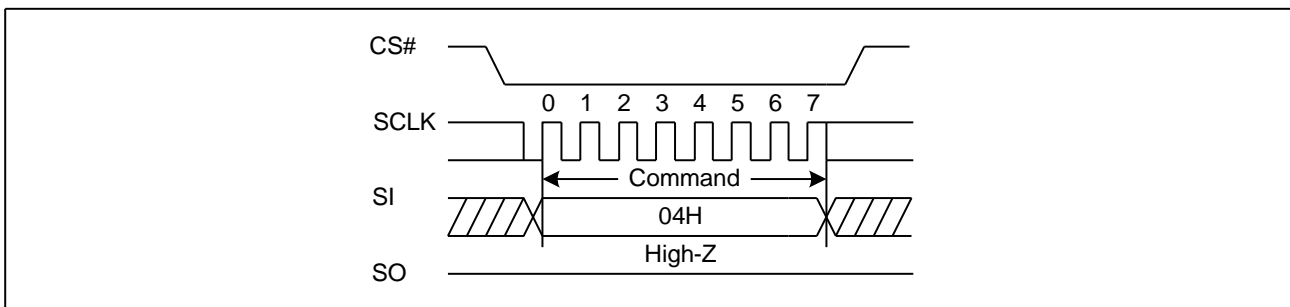 CS#
0 1 2 3 4 5 6 7
SCLK
Command
SI
04H
High-Z
SO